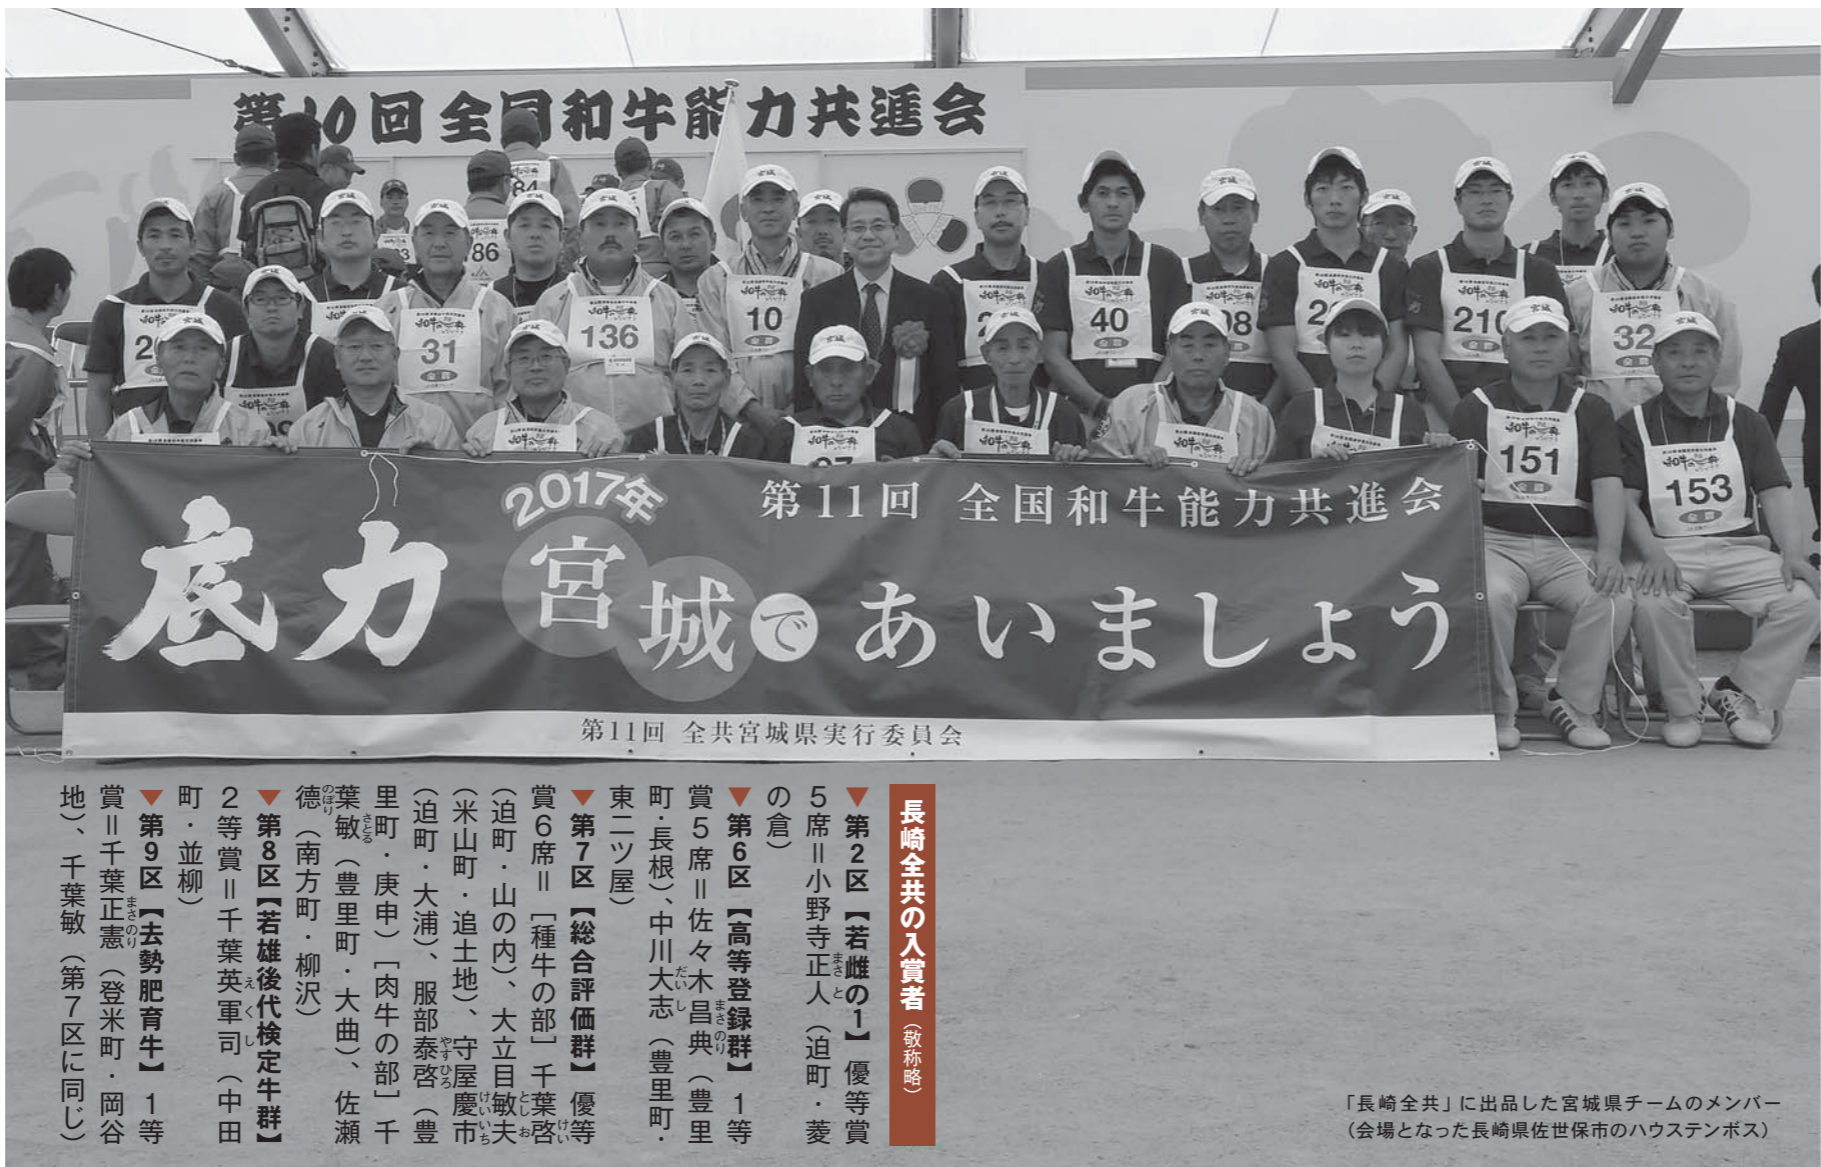 第10回全国和牛能力共進会
84
86
10
31
136
40
98
210
32
151
153
底力
2017年
宮城であいましょう
第11回 全国和牛能力共進会
第11回 全共宮城県実行委員会
長崎全共の入賞者（敬称略）
▼第2区【若雌の1】優等賞
5席＝小野寺正人（迫町・菱
の倉）
▼第6区【高等登録群】1等
賞5席＝佐々木昌典（豊里
町・長根）、中川大志（豊里町・
東二ツ屋）
▼第7区【総合評価群】優等
賞6席＝［種牛の部］千葉啓
（迫町・山の内）、大立目敏夫
（米山町・追土地）、守屋慶市
（迫町・大浦）、服部泰啓（豊
里町・庚申）［肉牛の部］千
葉敏（豊里町・大曲）、佐瀬
德（南方町・柳沢）
▼第8区【若雄後代検定牛群】
2等賞＝千葉英軍司（中田
町・並柳）
▼第9区【去勢肥育牛】1等
賞＝千葉正憲（登米町・岡谷
地）、千葉敏（第7区に同じ）
「長崎全共」に出品した宮城県チームのメンバー
（会場となった長崎県佐世保市のハウステンボス）